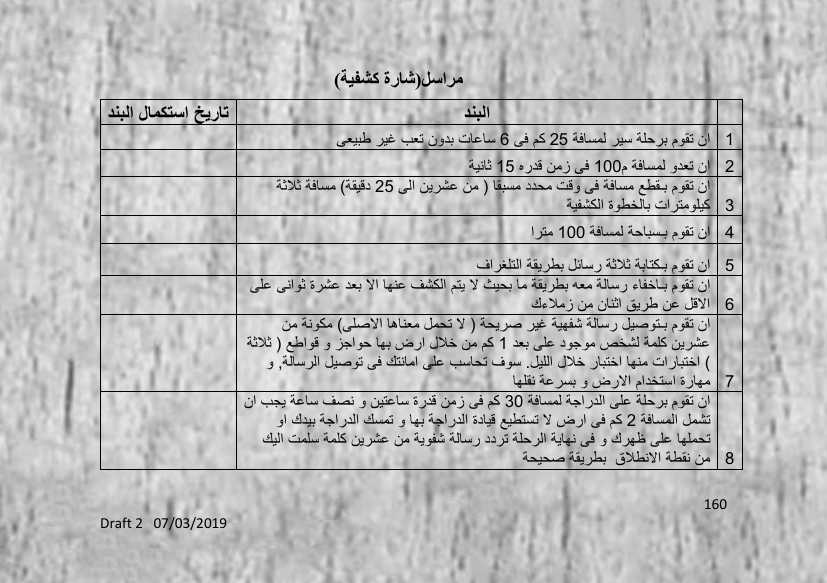 مراسل(شارة كشفية)
البند تاريخ استكمال البند
1 ان تقوم برحلة سير لمسافة 25 كم فى 6 ساعات بدون تعب غير طبيعى
2 ان تعدو لمسافة م100 فى زمن قدره 15 ثانية
ان تقوم بـقطع مسافة فى وقت محدد مسبقا ( من عشرين الى 25 دقيقة) مسافة ثلاثة
3 كيلومترات بالخطوة الكشفية
4 ان تقوم بـسباحة لمسافة 100 مترا
5 ان تقوم بـكتابة ثلاثة رسائل بطريقة التلغراف
ان تقوم بـاخفاء رسالة معه بطريقة ما بحيث لا يتم الكشف عنها الا بعد عشرة ثوانى على
6 الاقل عن طريق اثنان من زملاءك
ان تقوم بـتوصيل رسالة شفهية غير صريحة ( لا تحمل معناها الاصلى) مكونة من
عشرين كلمة لشخص موجود على بعد 1 كم من خلال ارض بها حواجز و قواطع ( ثلاثة
) اختبارات منها اختبار خلال الليل. سوف تحاسب على امانتك فى توصيل الرسالة, و
7 مهارة استخدام الارض و بسرعة نقلها
ان تقوم برحلة على الدراجة لمسافة 30 كم فى زمن قدرة ساعتين و نصف ساعة يجب ان
تشمل المسافة 2 كم فى ارض لا تستطيع قيادة الدراجة بها و تمسك الدراجة بيدك او
تحملها على ظهرك و فى نهاية الرحلة تردد رسالة شفوية من عشرين كلمة سلمت اليك
8 من نقطة الانطلاق بطريقة صحيحة
160
Draft 2 07/03/2019